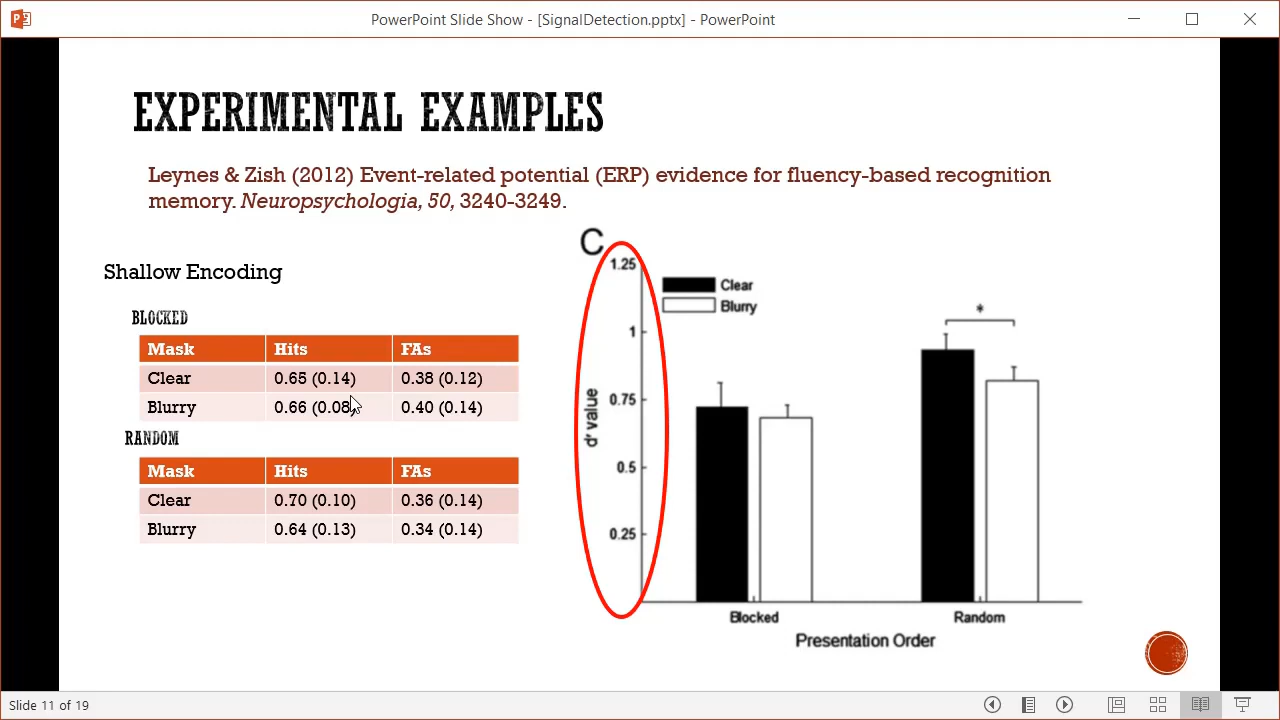 PowerPoint Slide Show - [SignalDetection.pptx] - PowerPoint
EXPERIMENTAL EXAMPLES
Leynes & Zish (2012) Event-related potential (ERP) evidence for fluency-based recognition
memory. Neuropsychologia, 50, 3240-3249.
Shallow Encoding
BLOCKED
Mask Hits FAs
Clear 0.65 (0.14) 0.38 (0.12)
Blurry 0.66 (0.08) 0.40 (0.14)
RANDOM
Mask Hits FAs
Clear 0.70 (0.10) 0.36 (0.14)
Blurry 0.64 (0.13) 0.34 (0.14)
C
1.25
1
0.75
0.5
0.25
d' value
Clear
Blurry
*
Blocked Random
Presentation Order
Slide 11 of 19